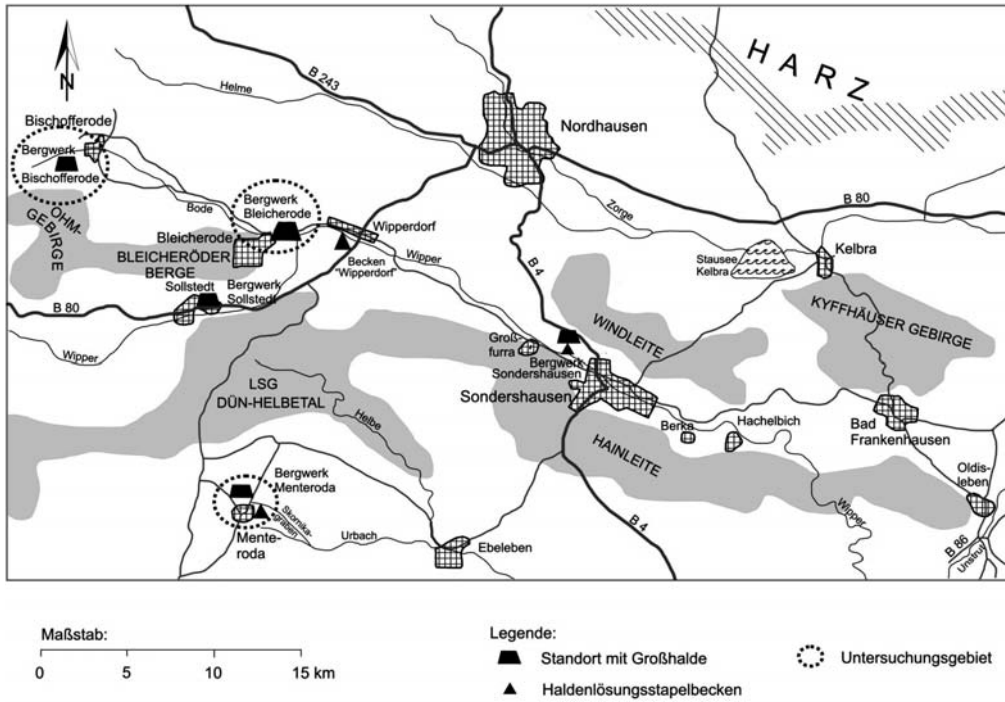 N
HARZ
B 243
Helme
Nordhausen
Bischofferode
Bergwerk
Bischofferode
OHM-
GEBIRGE
Bode
Bergwerk
Bleicherode
Wipperdorf
Bleicherode
BLEICHERÖDER
BERGE
Becken
"Wipperdorf"
Wipper
Zorge
B 80
Stausee
Kelbra
Kelbra
B 4
Bergwerk
Sollstedt
Sollstedt
B 80
Wipper
KYFFHÄUSER GEBIRGE
WINDLEITE
Groß-
furra
Bergwerk
Sondershausen
Sondershausen
LSG
DÜN-HELBETAL
Helbe
Berka
Hachelbich
Bad
Frankenhausen
HAINLEITE
Oldis-
leben
Bergwerk
Menteroda
Skornika-
graben
Mente-
roda
Urbach
Ebeleben
B 4
Wipper
B 86
Unstrut
Maßstab:
0 5 10 15 km
Legende:
Standort mit Großhalde
Untersuchungsgebiet
Haldenlösungsstapelbecken